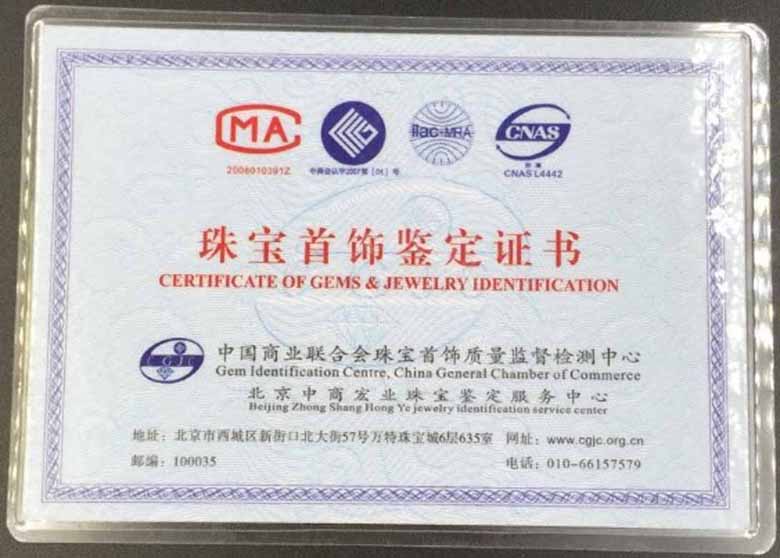 MA
ilac-MRA
CNAS
2008010391Z
中商会认字2007第(01)号
CNAS L4442
珠宝首饰鉴定证书
CERTIFICATE OF GEMS & JEWELRY IDENTIFICATION
CGJC
中国商业联合会珠宝首饰质量监督检测中心
Gem Identification Centre, China General Chamber of Commerce
北京中商宏业珠宝鉴定服务中心
Beijing Zhong Shang Hong Ye jewelry identification service center
地址: 北京市西城区新街口北大街57号万特珠宝城6层635室 网址: www.cgjc.org.cn
邮编: 100035 电话: 010-66157579